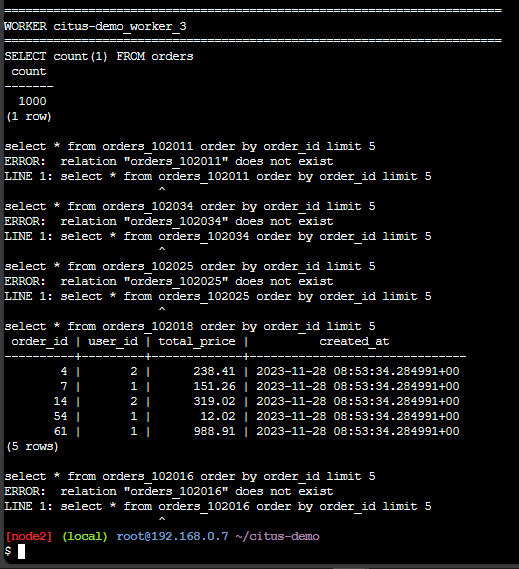 ================================================================================
WORKER citus-demo_worker_3
================================================================================
SELECT count(1) FROM orders
 count
-------
  1000
(1 row)

select * from orders_102011 order by order_id limit 5
ERROR:  relation "orders_102011" does not exist
LINE 1: select * from orders_102011 order by order_id limit 5
                      ^
select * from orders_102034 order by order_id limit 5
ERROR:  relation "orders_102034" does not exist
LINE 1: select * from orders_102034 order by order_id limit 5
                      ^
select * from orders_102025 order by order_id limit 5
ERROR:  relation "orders_102025" does not exist
LINE 1: select * from orders_102025 order by order_id limit 5
                      ^
select * from orders_102018 order by order_id limit 5
 order_id | user_id | total_price |          created_at
----------+---------+-------------+-------------------------------
        4 |       2 |      238.41 | 2023-11-28 08:53:34.284991+00
        7 |       1 |      151.26 | 2023-11-28 08:53:34.284991+00
       14 |       2 |      319.02 | 2023-11-28 08:53:34.284991+00
       54 |       1 |       12.02 | 2023-11-28 08:53:34.284991+00
       61 |       1 |      988.91 | 2023-11-28 08:53:34.284991+00
(5 rows)

select * from orders_102016 order by order_id limit 5
ERROR:  relation "orders_102016" does not exist
LINE 1: select * from orders_102016 order by order_id limit 5
                      ^
[node2] (local) root@192.168.0.7 ~/citus-demo
$